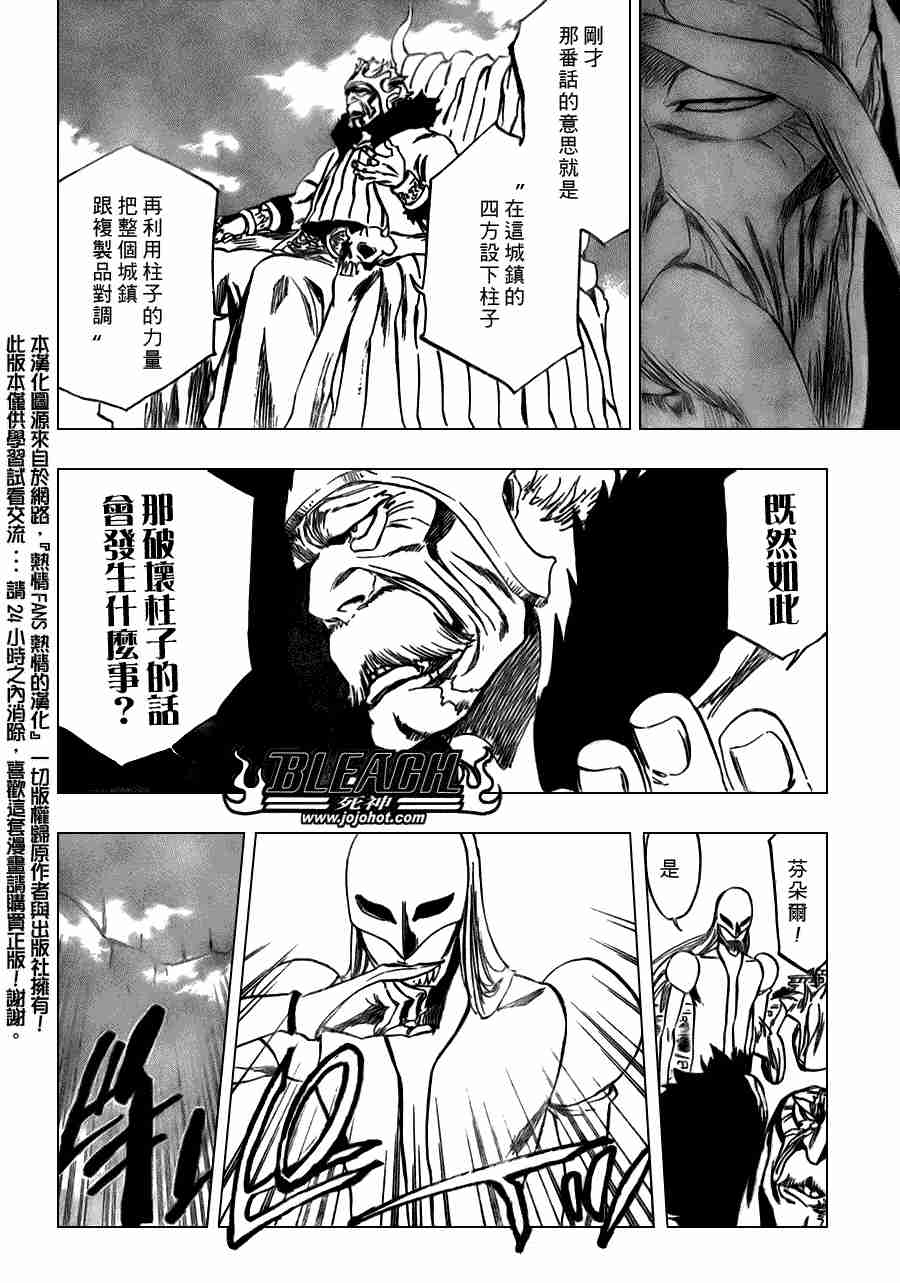 剛才
那番話的意思就是
〝在這城鎮的
四方設下柱子
再利用柱子的力量
把整個城鎮
跟複製品對調〞
既然如此
那破壞柱子的話
會發生什麼事？
BLEACH
死神
www.jojohot.com
芬朵爾！
是
本漢化圖源來自於網路，『熱情FANS熱情的漢化』一切版權歸原作者與出版社擁有！
此版本僅供學習試看交流…請24小時之內消除，喜歡這套漫畫請購買正版！謝謝。